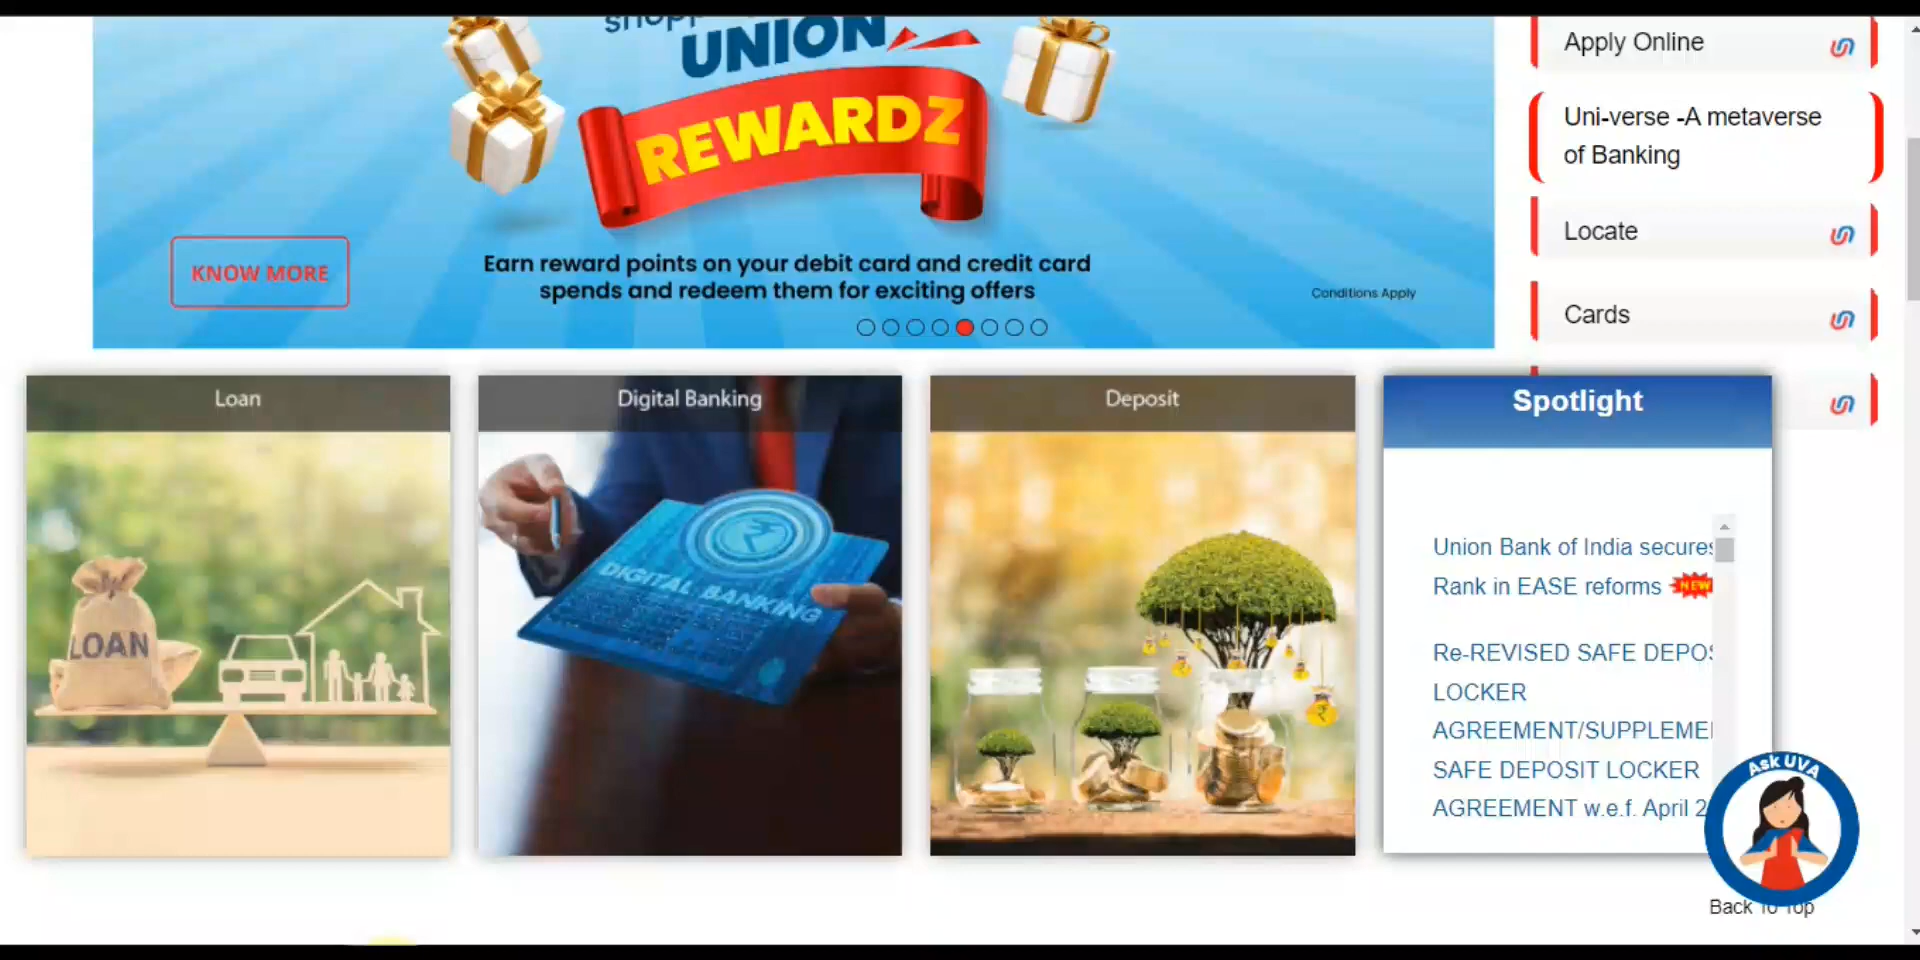 UNION
REWARDZ
KNOW MORE
Earn reward points on your debit card and credit card
spends and redeem them for exciting offers
Conditions Apply
Apply Online
Uni-verse -A metaverse
of Banking
Locate
Cards
Loan
LOAN
Digital Banking
DIGITAL BANKING
Deposit
Spotlight
Union Bank of India secures
Rank in EASE reforms NEW
Re-REVISED SAFE DEPOS
LOCKER
AGREEMENT/SUPPLEME
SAFE DEPOSIT LOCKER
AGREEMENT w.e.f. April 2
Ask UVA
Back To Top